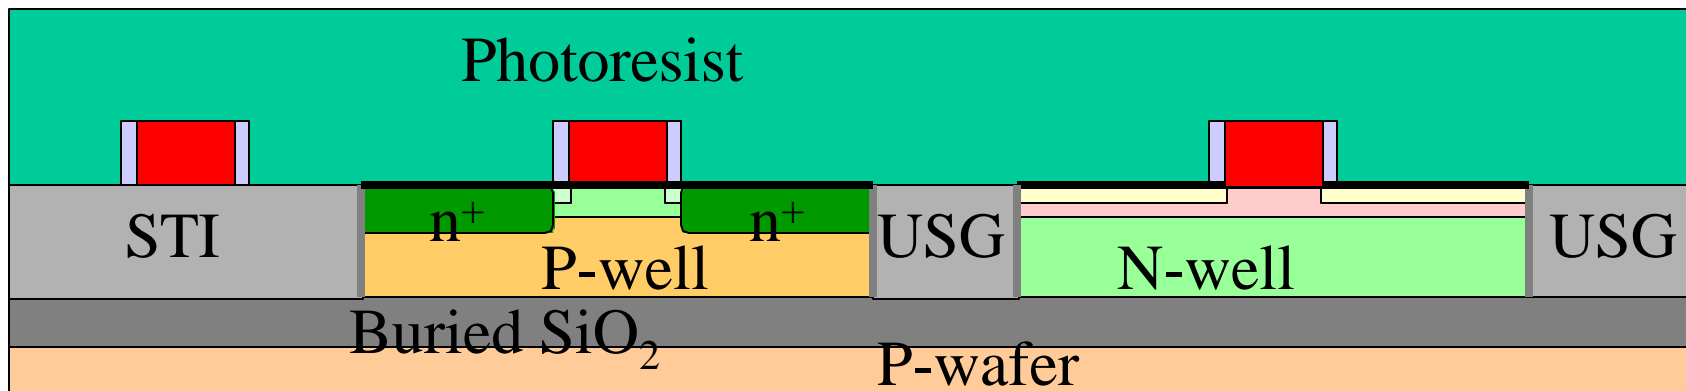 Photoresist
STI
n⁺
n⁺
USG
USG
P-well
N-well
Buried SiO₂
P-wafer